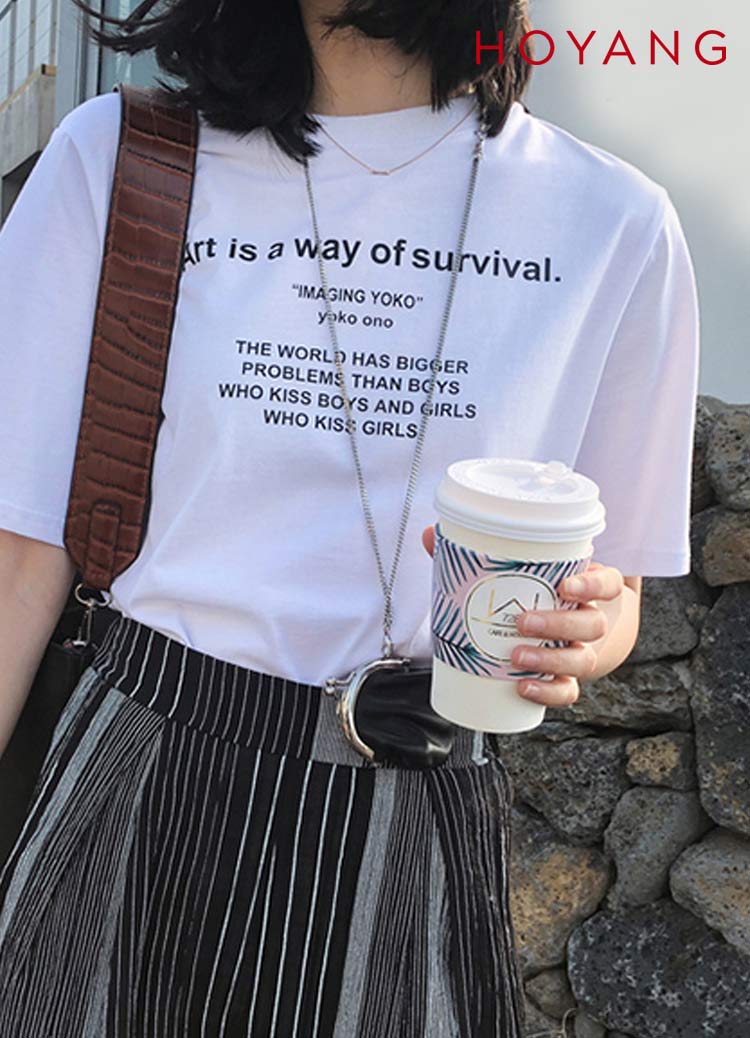 HOYANG
Art is a way of survival.
"IMAGING YOKO"
yoko ono
THE WORLD HAS BIGGER
PROBLEMS THAN BOYS
WHO KISS BOYS AND GIRLS
WHO KISS GIRLS
CAFE &